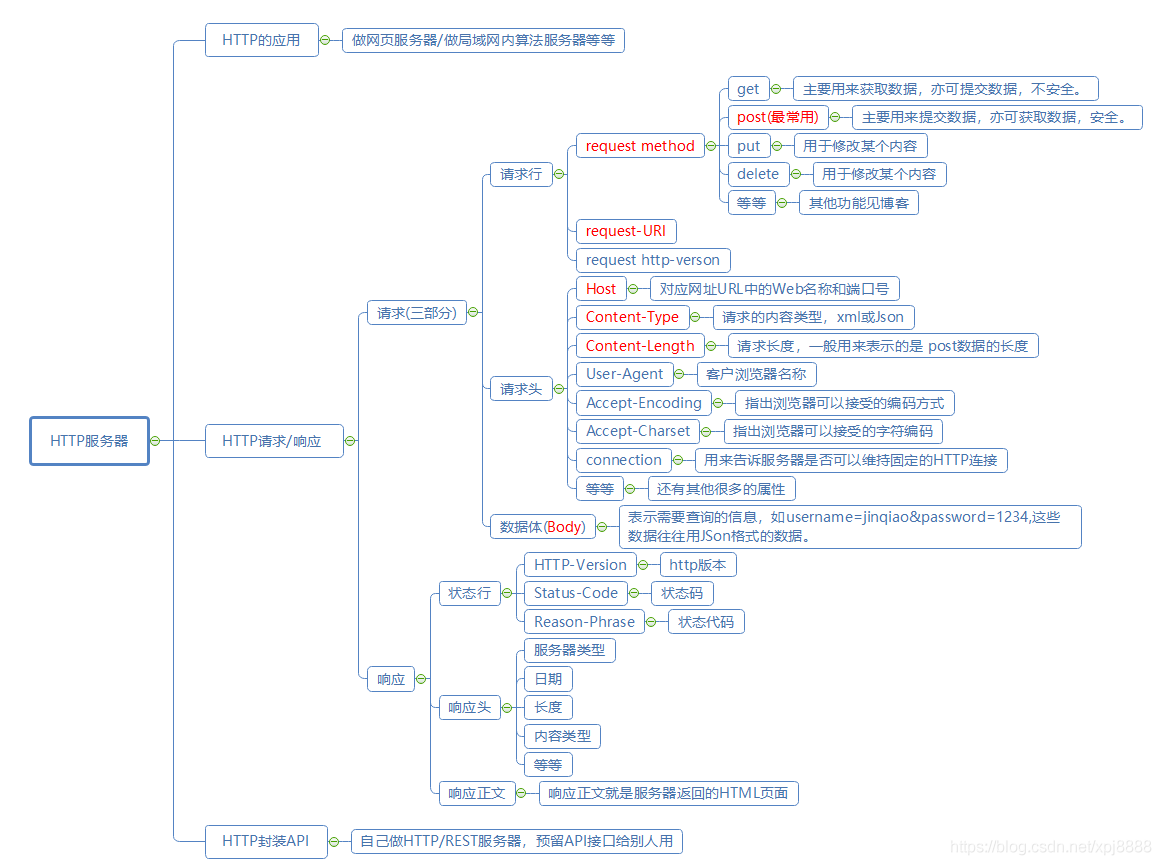 HTTP的应用
做网页服务器/做局域网内算法服务器等等
get
主要用来获取数据，亦可提交数据，不安全。
post(最常用)
主要用来提交数据，亦可获取数据，安全。
request method
put
用于修改某个内容
请求行
delete
用于修改某个内容
等等
其他功能见博客
request-URI
request http-verson
Host
对应网址URL中的Web名称和端口号
请求(三部分)
Content-Type
请求的内容类型，xml或Json
Content-Length
请求长度，一般用来表示的是 post数据的长度
User-Agent
客户浏览器名称
请求头
Accept-Encoding
指出浏览器可以接受的编码方式
Accept-Charset
指出浏览器可以接受的字符编码
HTTP服务器
HTTP请求/响应
connection
用来告诉服务器是否可以维持固定的HTTP连接
等等
还有其他很多的属性
数据体(Body)
表示需要查询的信息，如username=jinqiao&password=1234,这些
数据往往用JSon格式的数据。
HTTP-Version
http版本
状态行
Status-Code
状态码
Reason-Phrase
状态代码
服务器类型
响应
日期
响应头
长度
内容类型
等等
响应正文
响应正文就是服务器返回的HTML页面
HTTP封装API
自己做HTTP/REST服务器，预留API接口给别人用
https://blog.csdn.net/xpj8888